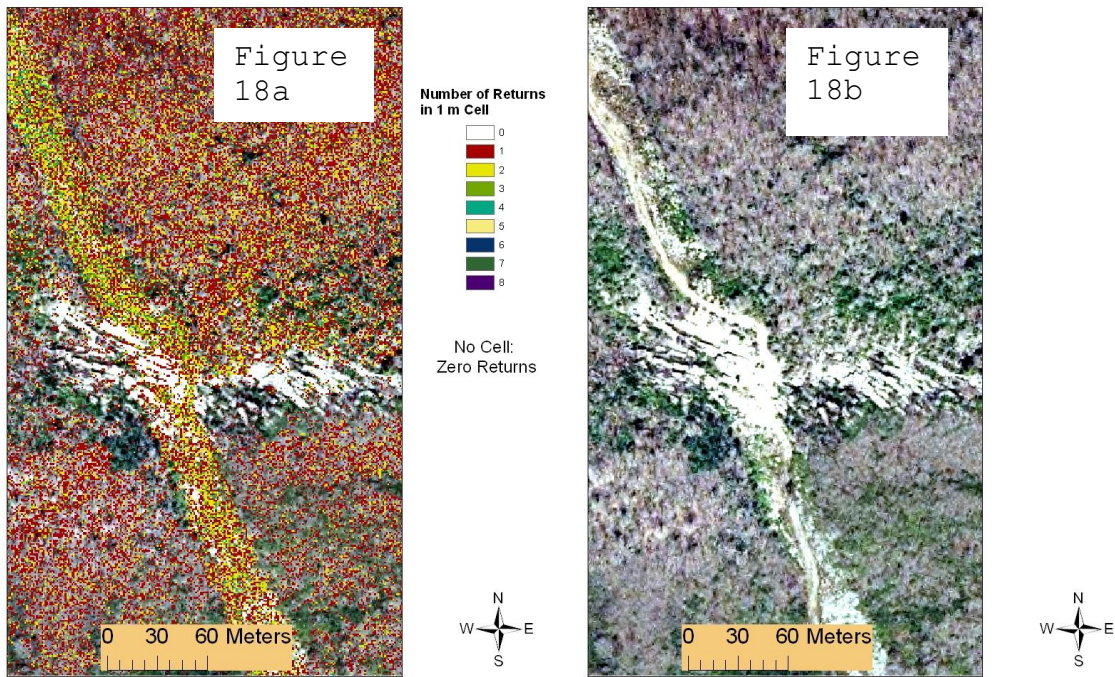 Figure
18a
Number of Returns
in 1 m Cell
0
1
2
3
4
5
6
7
8
No Cell:
Zero Returns
N
W E
S
0 30 60 Meters
Figure
18b
N
W E
S
0 30 60 Meters